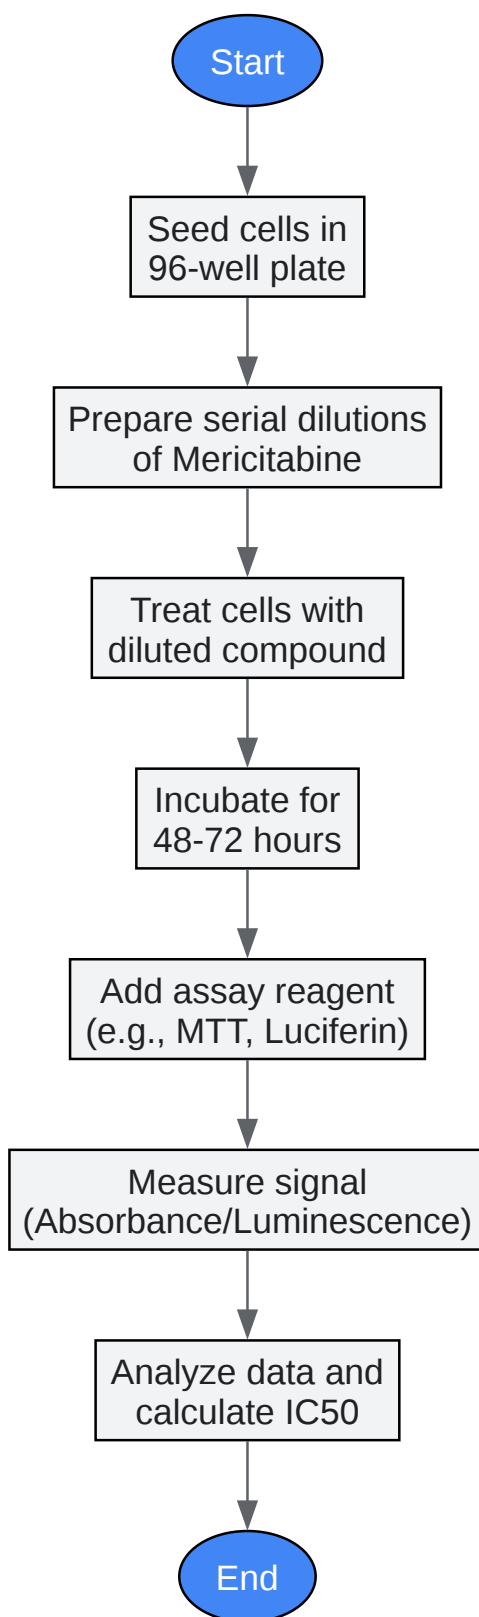 Start
Seed cells in
96-well plate
Prepare serial dilutions
of Mericitabine
Treat cells with
diluted compound
Incubate for
48-72 hours
Add assay reagent
(e.g., MTT, Luciferin)
Measure signal
(Absorbance/Luminescence)
Analyze data and
calculate IC50
End